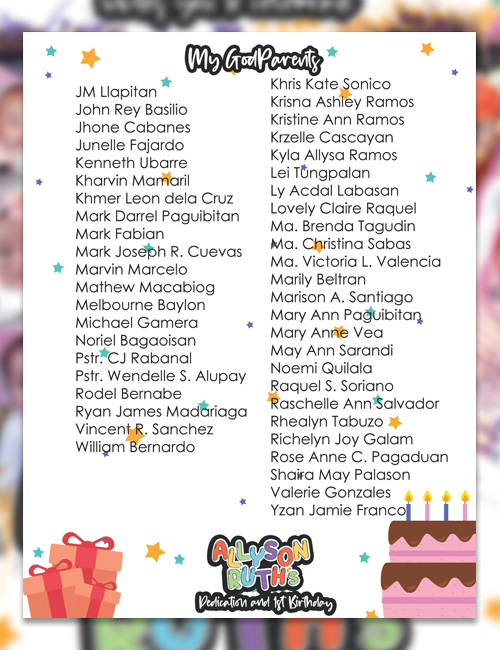 My GodParents
JM Llapitan
John Rey Basilio
Jhone Cabanes
Junelle Fajardo
Kenneth Ubarre
Kharvin Mamaril
Khmer Leon dela Cruz
Mark Darrel Paguibitan
Mark Fabian
Mark Joseph R. Cuevas
Marvin Marcelo
Mathew Macabiog
Melbourne Baylon
Michael Gamera
Noriel Bagaoisan
Pstr. CJ Rabanal
Pstr. Wendelle S. Alupay
Rodel Bernabe
Ryan James Madariaga
Vincent R. Sanchez
William Bernardo
Khris Kate Sonico
Krisna Ashley Ramos
Kristine Ann Ramos
Krzelle Cascayan
Kyla Allysa Ramos
Lei Tungpalan
Ly Acdal Labasan
Lovely Claire Raquel
Ma. Brenda Tagudin
Ma. Christina Sabas
Ma. Victoria L. Valencia
Marily Beltran
Marison A. Santiago
Mary Ann Paguibitan
Mary Anne Vea
May Ann Sarandi
Noemi Quilala
Raquel S. Soriano
Raschelle Ann Salvador
Rhealyn Tabuzo
Richelyn Joy Galam
Rose Anne C. Pagaduan
Shaira May Palason
Valerie Gonzales
Yzan Jamie Franco
ALLYSON
RUTH's
Dedication and 1st Birthday